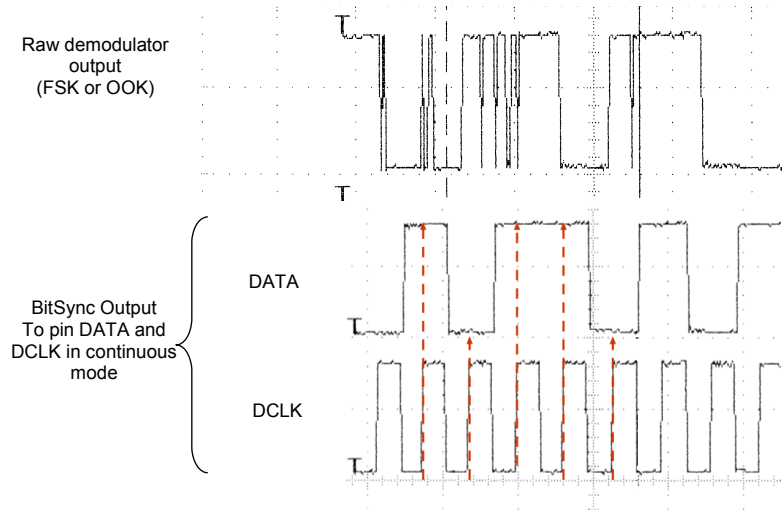 Raw demodulator
output
(FSK or OOK)
DATA
BitSync Output
To pin DATA and
DCLK in continuous
mode
DCLK